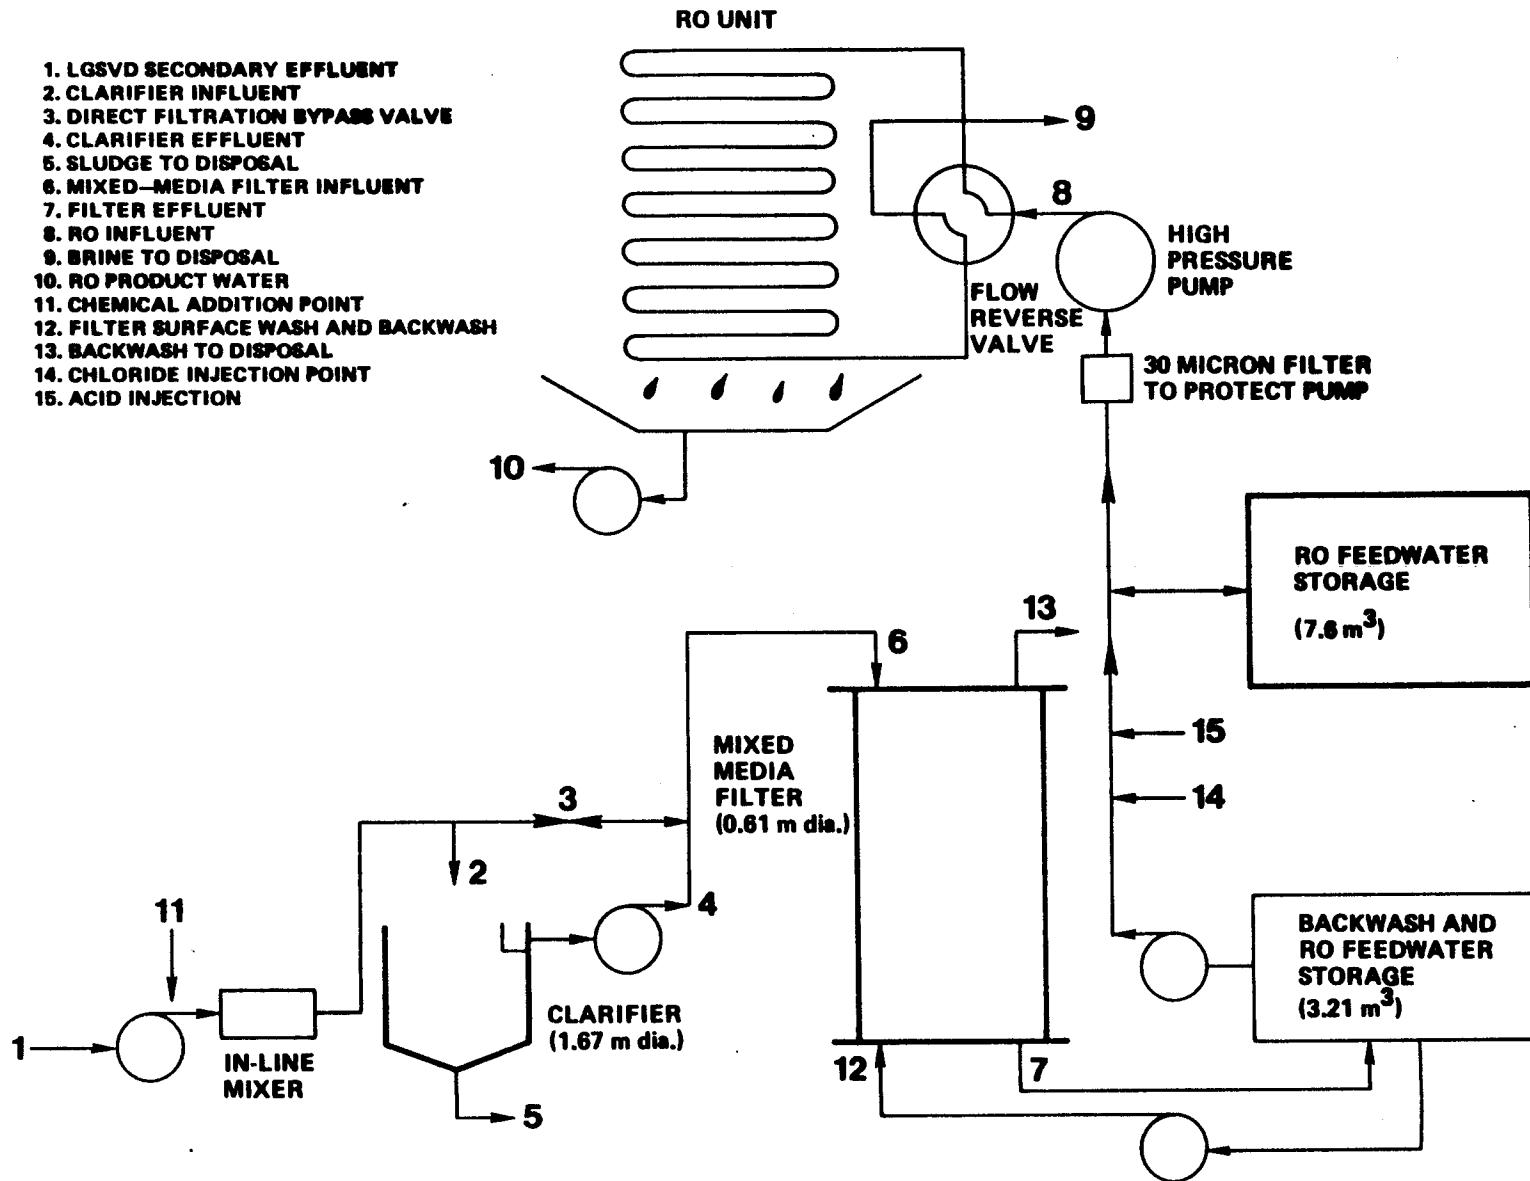 RO UNIT
1. LGSVD SECONDARY EFFLUENT
2. CLARIFIER INFLUENT
3. DIRECT FILTRATION BYPASS VALVE
4. CLARIFIER EFFLUENT
5. SLUDGE TO DISPOSAL
6. MIXED–MEDIA FILTER INFLUENT
7. FILTER EFFLUENT
8. RO INFLUENT
9. BRINE TO DISPOSAL
10. RO PRODUCT WATER
11. CHEMICAL ADDITION POINT
12. FILTER SURFACE WASH AND BACKWASH
13. BACKWASH TO DISPOSAL
14. CHLORIDE INJECTION POINT
15. ACID INJECTION
9
8
HIGH
PRESSURE
PUMP
FLOW
REVERSE
VALVE
30 MICRON FILTER
TO PROTECT PUMP
10
RO FEEDWATER
STORAGE
(7.6 m³)
13
6
15
14
MIXED
MEDIA
FILTER
(0.61 m dia.)
3
2
4
11
CLARIFIER
(1.67 m dia.)
BACKWASH AND
RO FEEDWATER
STORAGE
(3.21 m³)
1
IN-LINE
MIXER
12
7
5